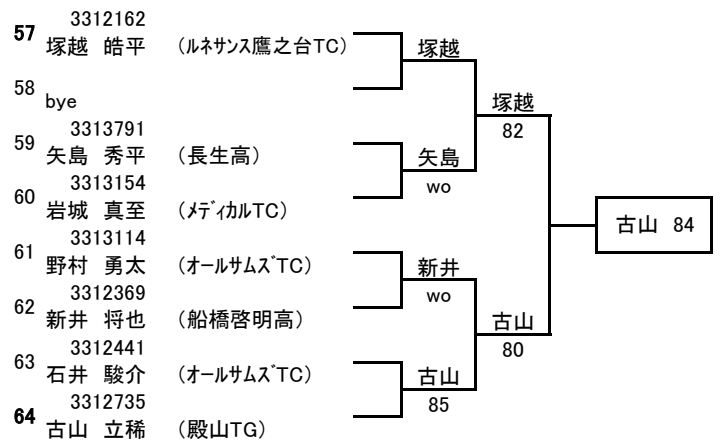 3312162
57 塚越 皓平 （ルネサンス鷹之台TC）
塚越
58 bye
塚越
82
3313791
59 矢島 秀平 （長生高）
矢島
wo
3313154
60 岩城 真至 （メディカルTC）
古山 84
3313114
61 野村 勇太 （オールサムズTC）
新井
wo
3312369
62 新井 将也 （船橋啓明高）
古山
80
3312441
63 石井 駿介 （オールサムズTC）
古山
85
3312735
64 古山 立稀 （殿山TG）